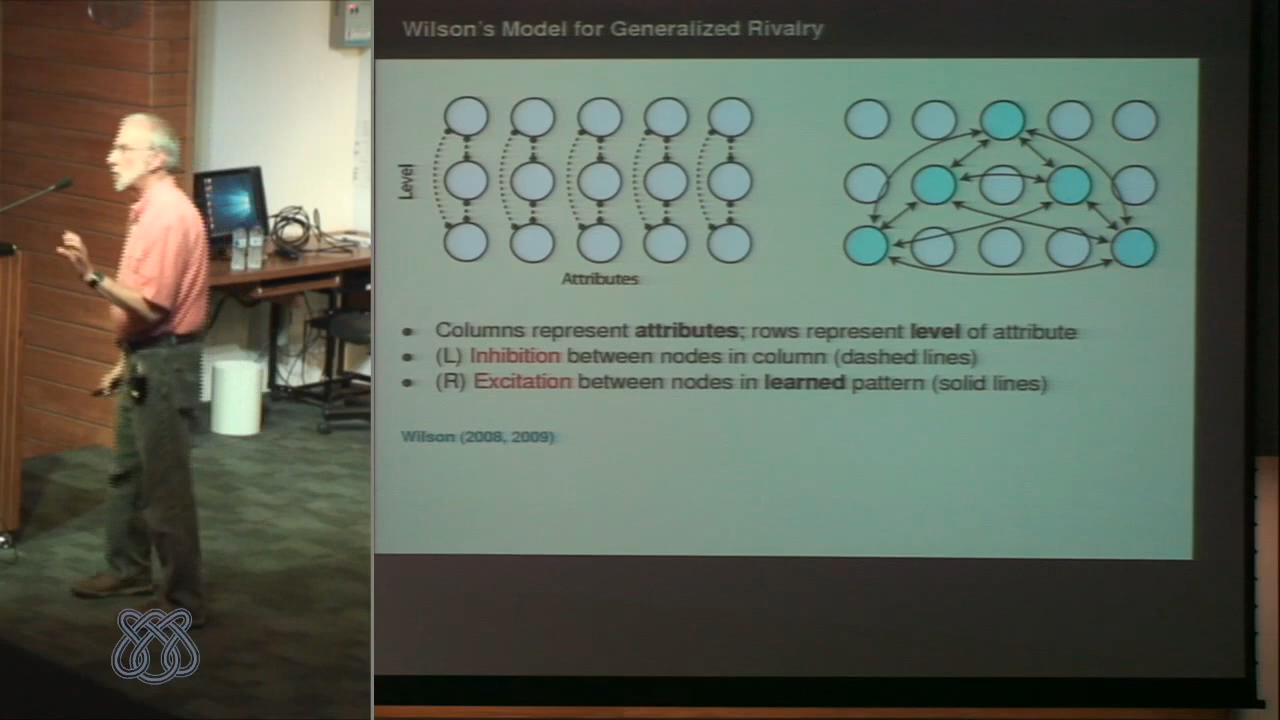 Wilson's Model for Generalized Rivalry
Level
Attributes
Columns represent attributes; rows represent level of attribute
(L) Inhibition between nodes in column (dashed lines)
(R) Excitation between nodes in learned pattern (solid lines)
Wilson (2008, 2009)